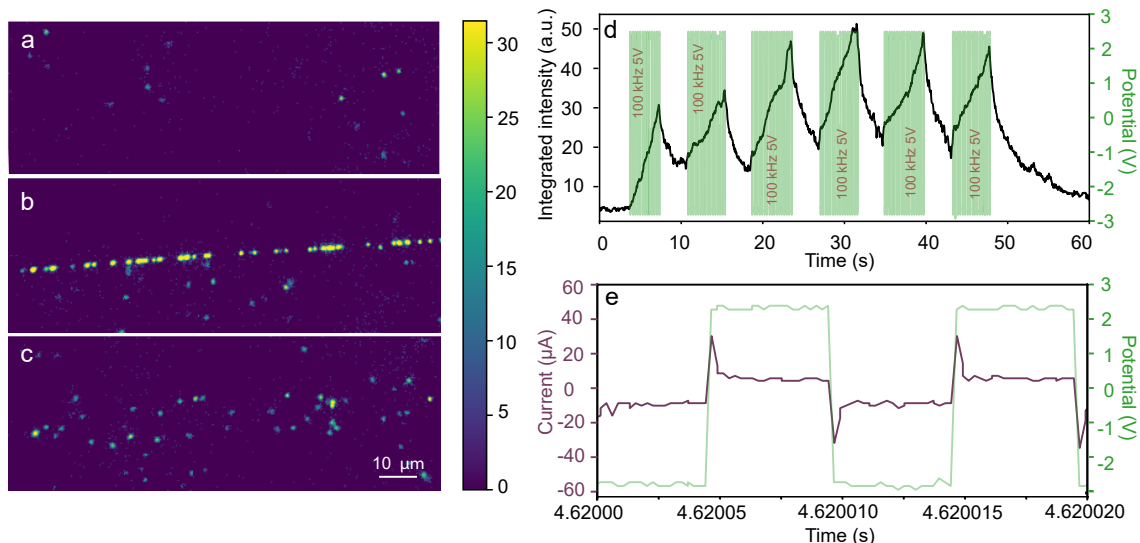 a
b
c
10 μm
30
25
20
15
10
5
0
d
Integrated intensity (a.u.)
50
40
30
20
10
100 kHz 5V
100 kHz 5V
100 kHz 5V
100 kHz 5V
100 kHz 5V
100 kHz 5V
3
2
1
0
-1
-2
-3
Potential (V)
0
10
20
30
40
50
60
Time (s)
e
Current (μA)
60
40
20
0
-20
-40
-60
3
2
1
0
-1
-2
-3
Potential (V)
4.62000
4.620005
4.620010
4.620015
4.620020
Time (s)